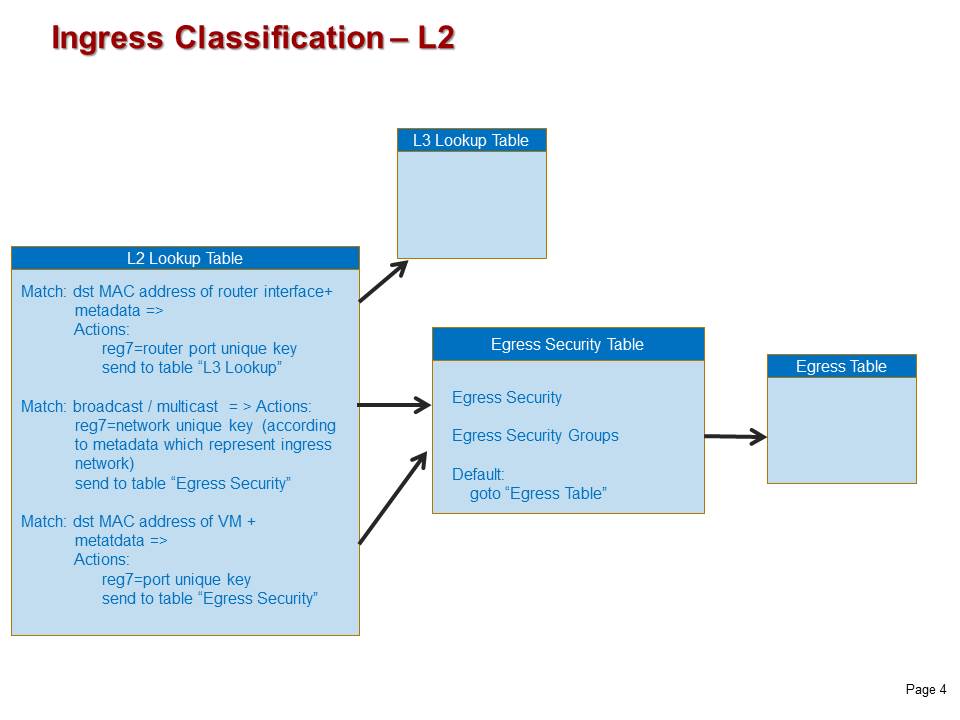 Ingress Classification – L2
L3 Lookup Table
L2 Lookup Table
Match: dst MAC address of router interface+
metadata =>
Actions:
reg7=router port unique key
send to table “L3 Lookup”
Match: broadcast / multicast = > Actions:
reg7=network unique key (according
to metadata which represent ingress
network)
send to table “Egress Security”
Match: dst MAC address of VM +
metatdata =>
Actions:
reg7=port unique key
send to table “Egress Security”
Egress Security Table
Egress Security
Egress Security Groups
Default:
goto “Egress Table”
Egress Table
Page 4